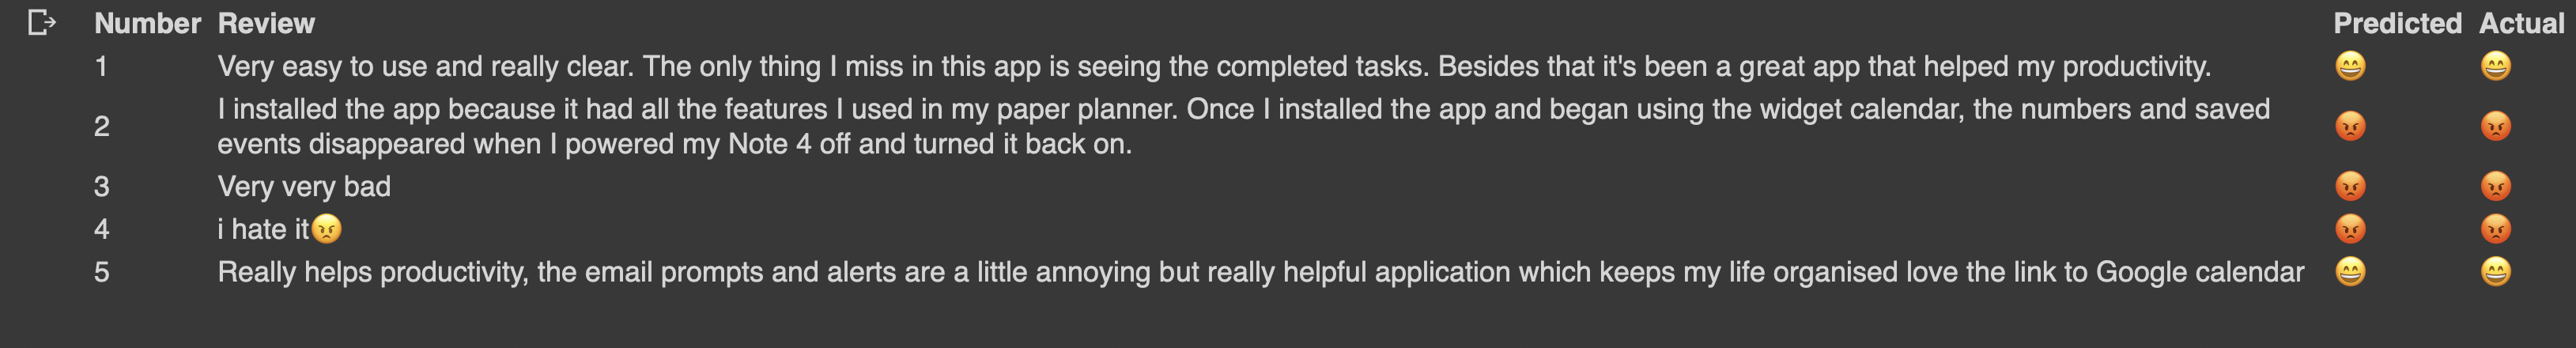 Number Review Predicted Actual
1 Very easy to use and really clear. The only thing I miss in this app is seeing the completed tasks. Besides that it's been a great app that helped my productivity. 😄 😄
2 I installed the app because it had all the features I used in my paper planner. Once I installed the app and began using the widget calendar, the numbers and saved
events disappeared when I powered my Note 4 off and turned it back on. 😡 😡
3 Very very bad 😡 😡
4 i hate it😠 😡 😡
5 Really helps productivity, the email prompts and alerts are a little annoying but really helpful application which keeps my life organised love the link to Google calendar 😄 😄